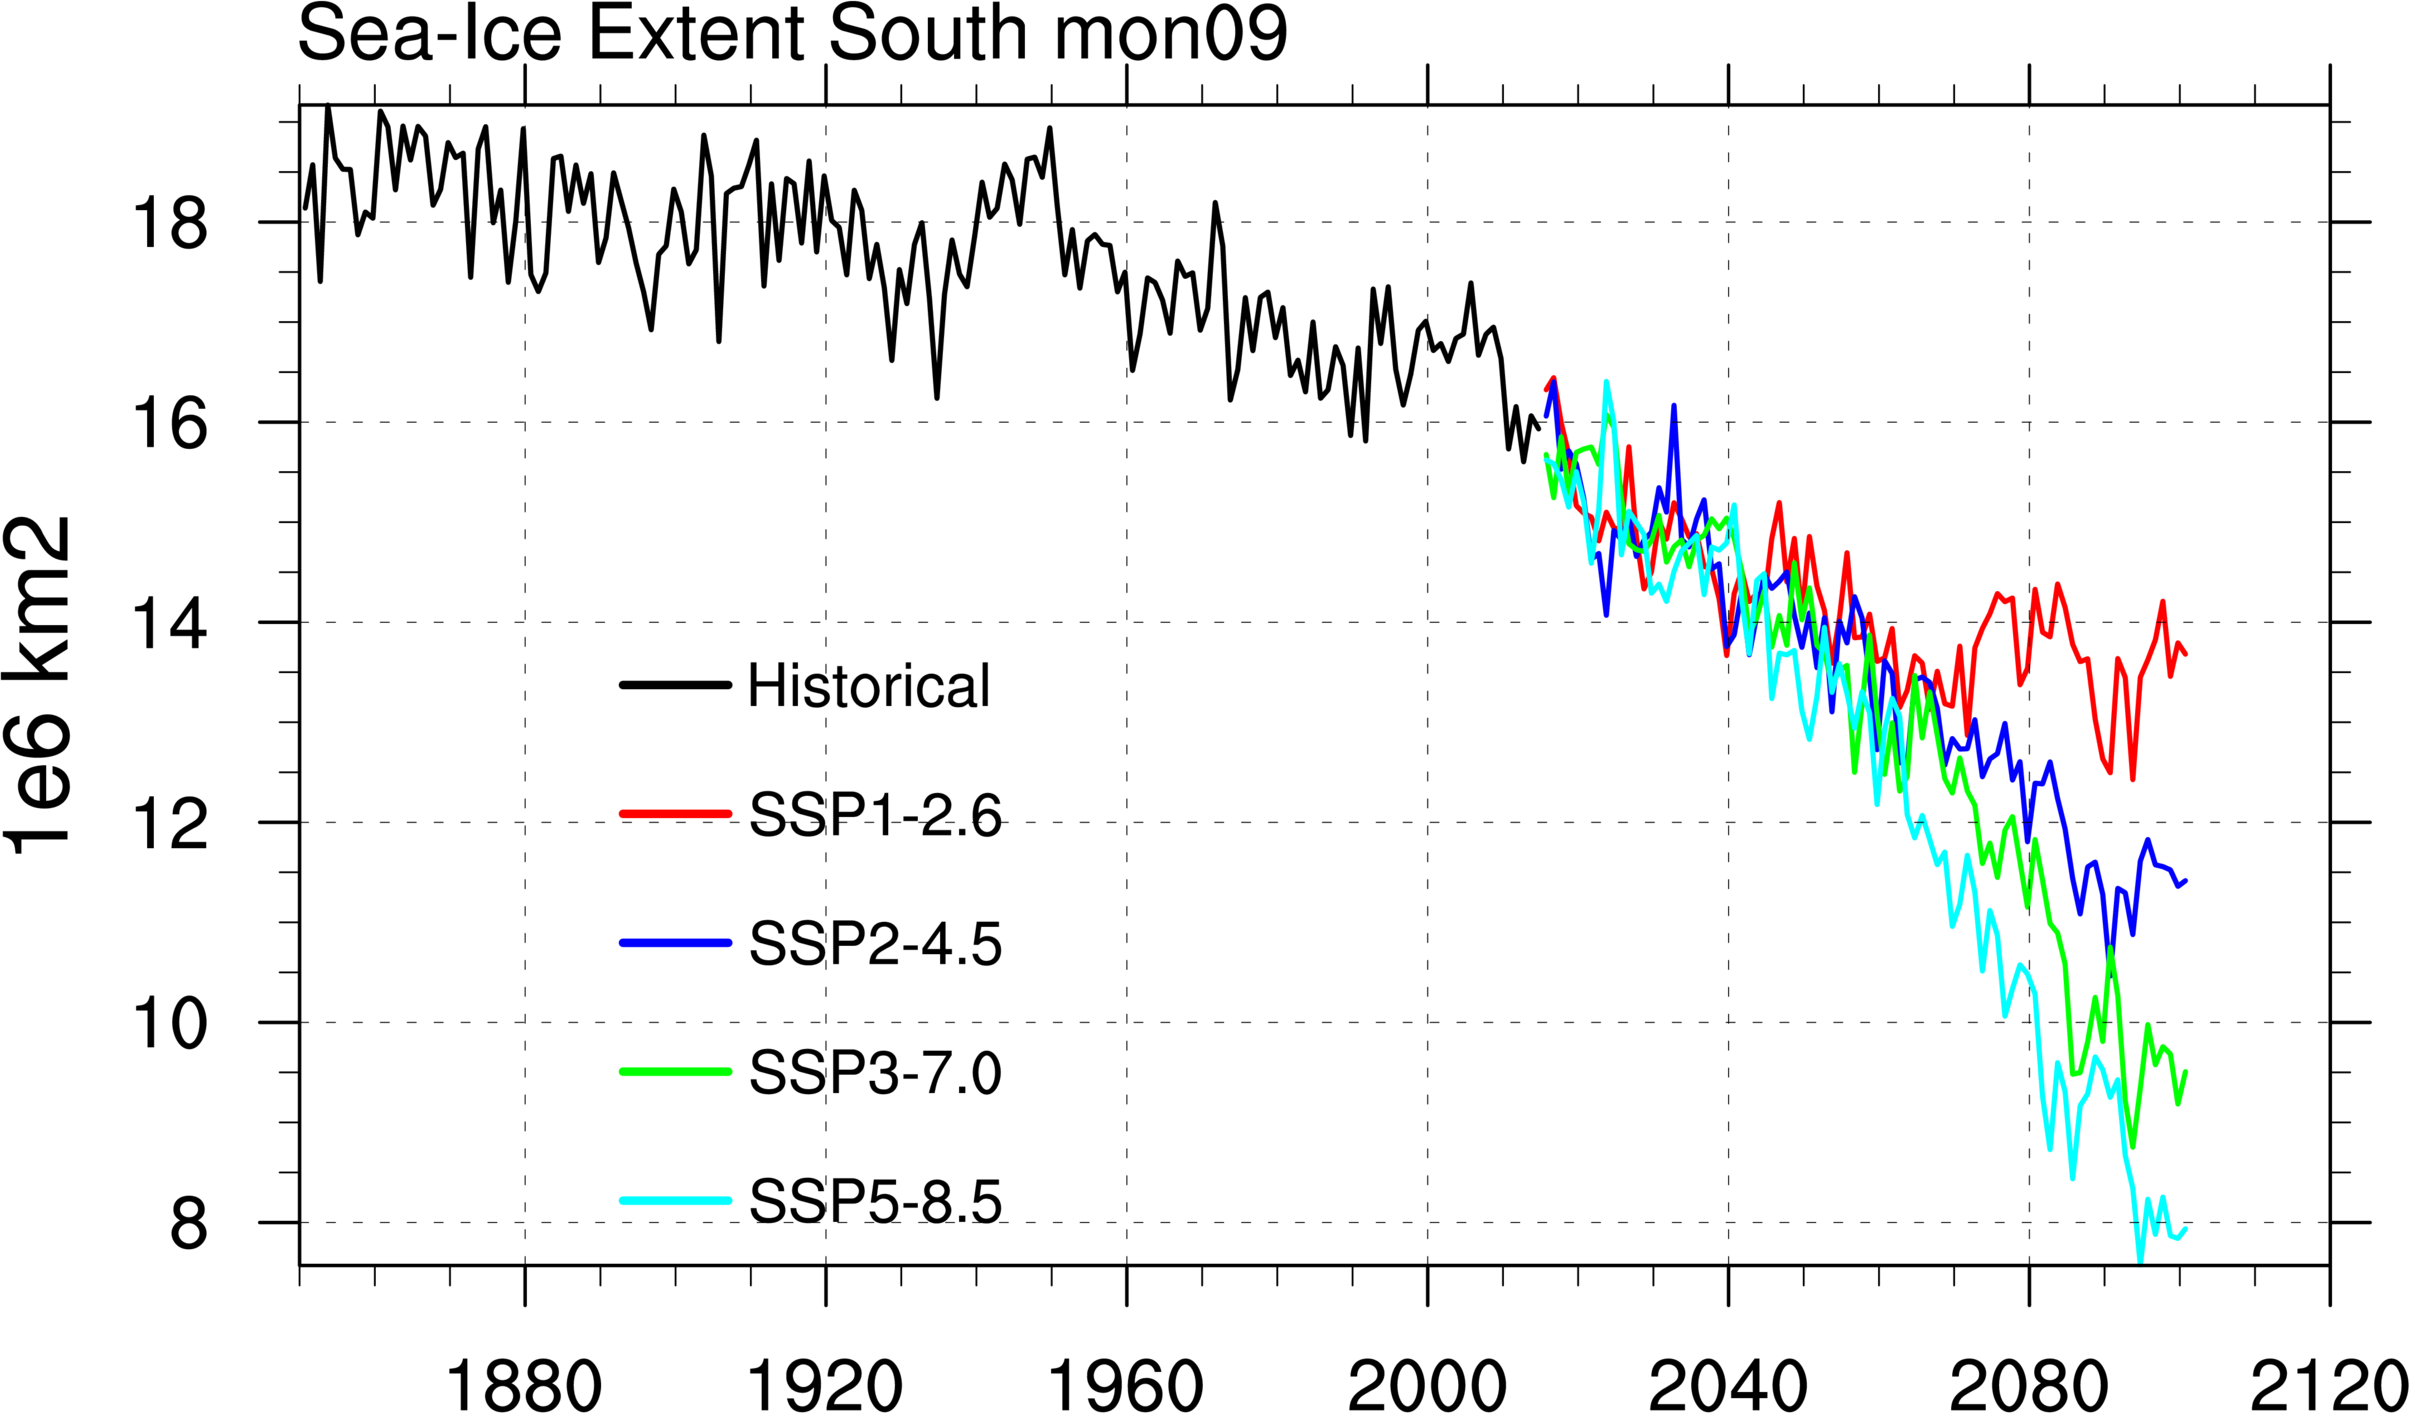 Sea-Ice Extent South mon09
1e6 km2
18
16
14
12
10
8
Historical
SSP1-2.6
SSP2-4.5
SSP3-7.0
SSP5-8.5
1880 1920 1960 2000 2040 2080 2120